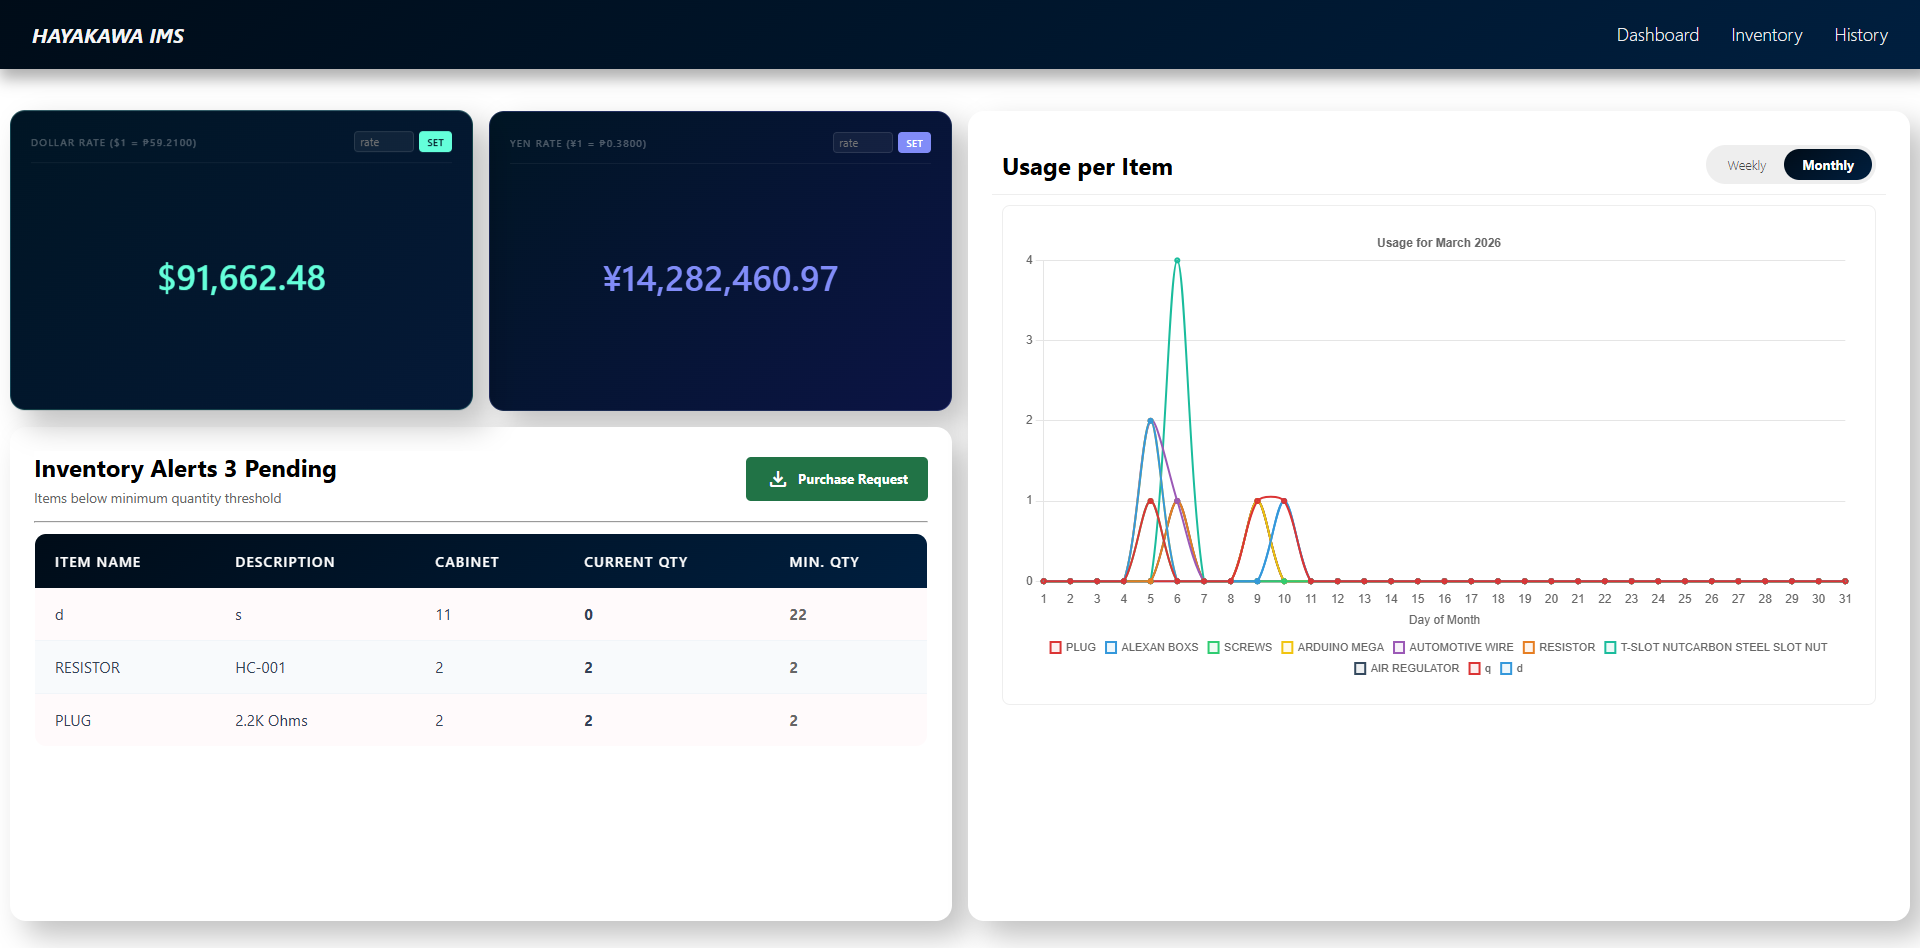 HAYAKAWA IMS
Dashboard Inventory History
DOLLAR RATE ($1 = ₱59.2100) rate SET
$91,662.48
YEN RATE (¥1 = ₱0.3800) rate SET
¥14,282,460.97
Inventory Alerts 3 Pending
Items below minimum quantity threshold
Purchase Request
ITEM NAME DESCRIPTION CABINET CURRENT QTY MIN. QTY
d s 11 0 22
RESISTOR HC-001 2 2 2
PLUG 2.2K Ohms 2 2 2
Usage per Item
Weekly Monthly
Usage for March 2026
4
3
2
1
0
1 2 3 4 5 6 7 8 9 10 11 12 13 14 15 16 17 18 19 20 21 22 23 24 25 26 27 28 29 30 31
Day of Month
PLUG ALEXAN BOXS SCREWS ARDUINO MEGA AUTOMOTIVE WIRE RESISTOR T-SLOT NUTCARBON STEEL SLOT NUT
AIR REGULATOR q d